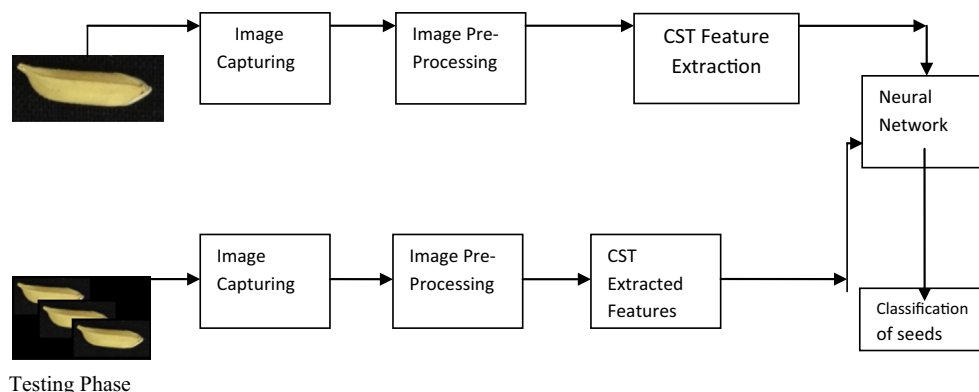 Image
Capturing
Image Pre-
Processing
CST Feature
Extraction
Neural
Network
Image
Capturing
Image Pre-
Processing
CST
Extracted
Features
Classification
of seeds
Testing Phase